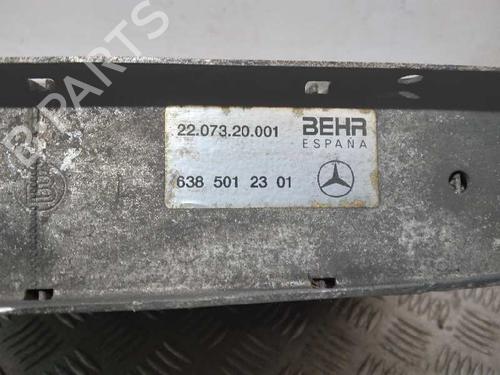 B-PARTS
22.073.20.001 BEHR
ESPAÑA
638 501 23 01